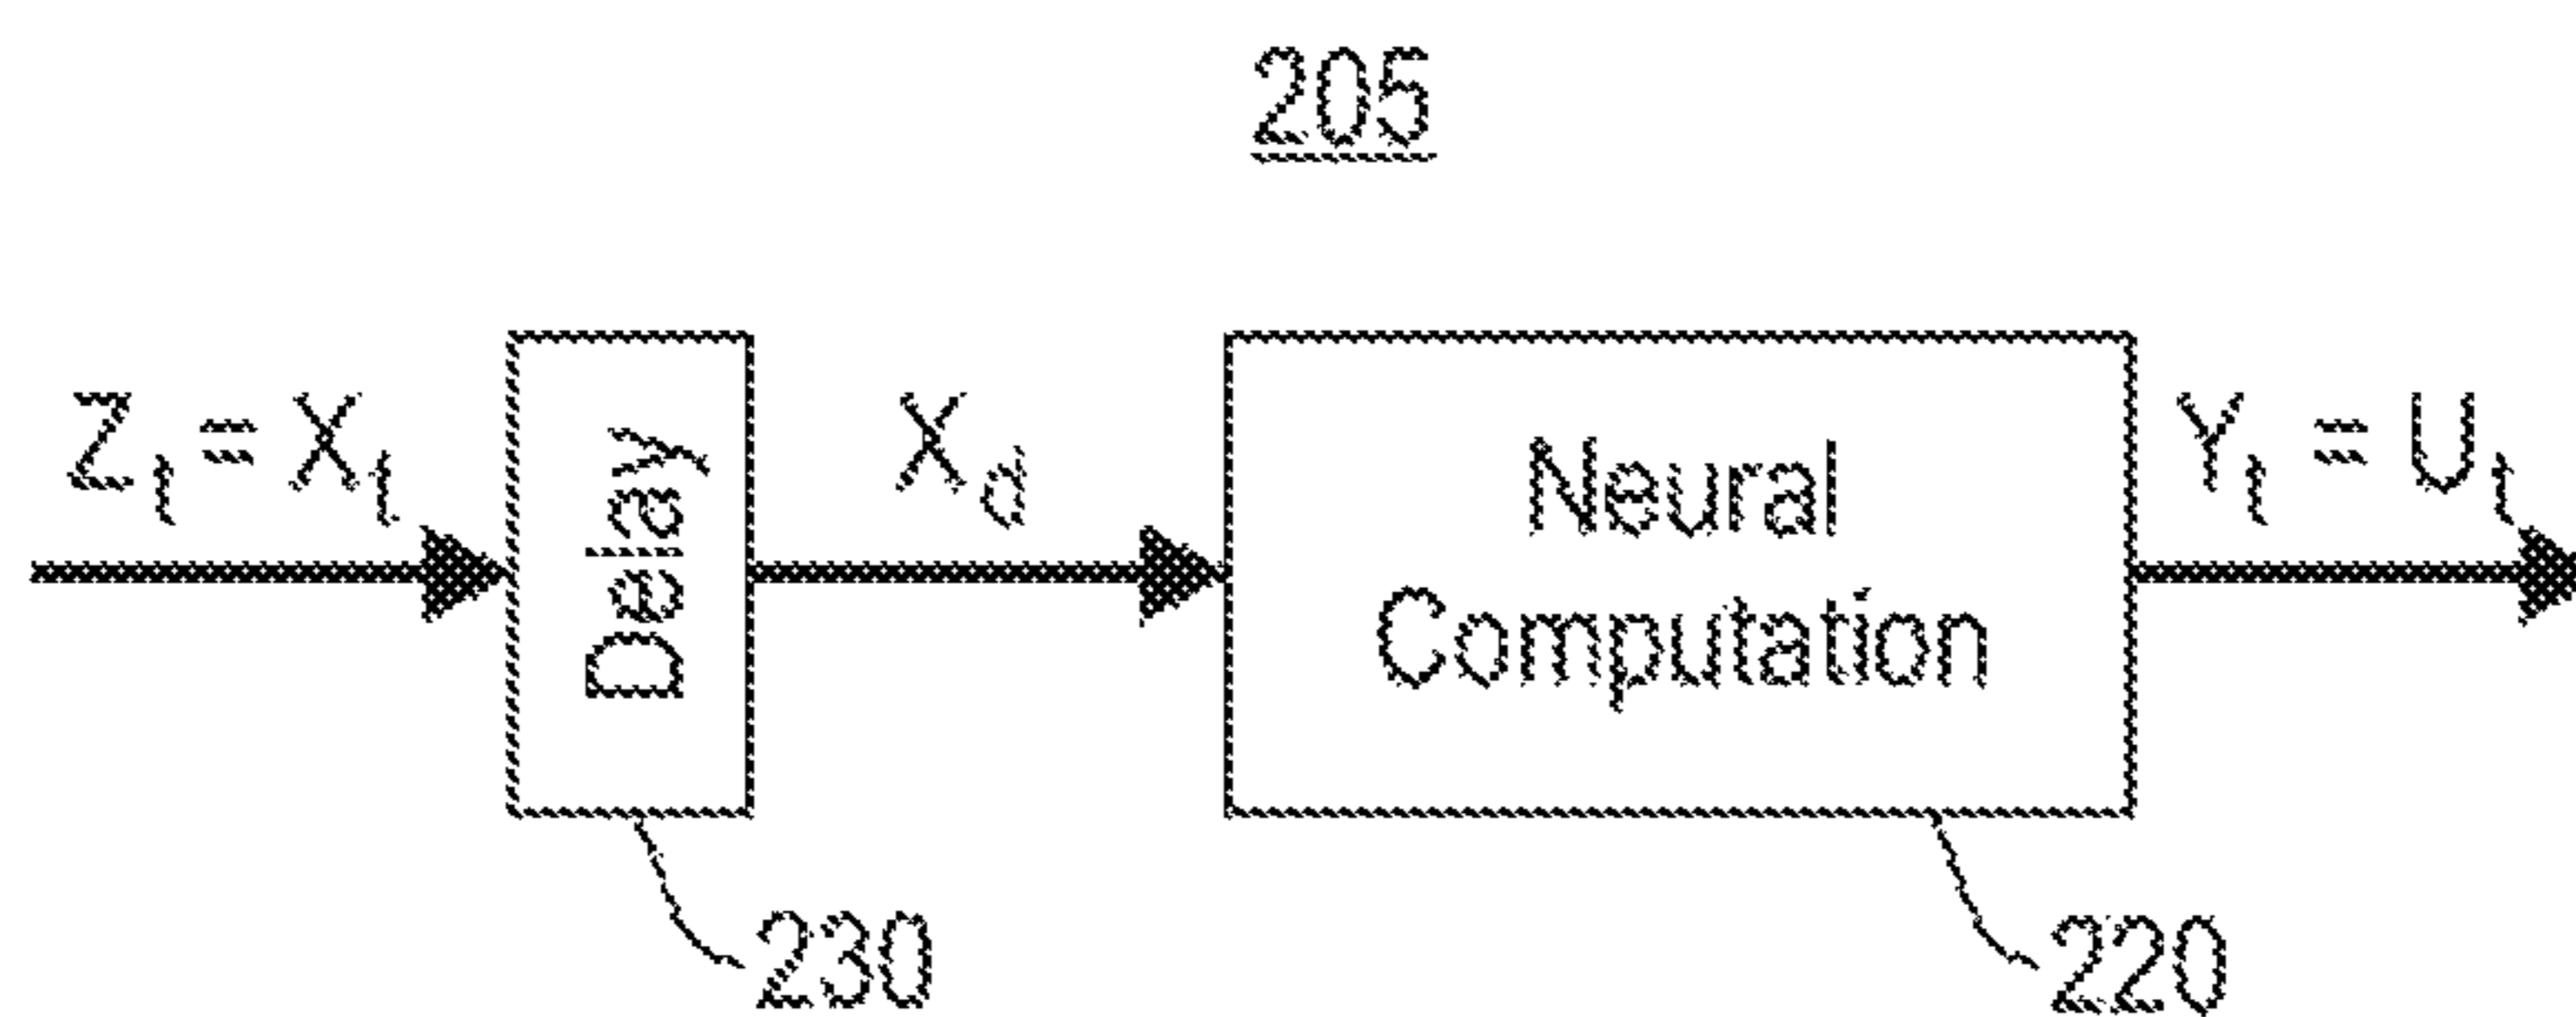 205
Z_t = X_t
Delay
X_d
Neural
Computation
Y_t = U_t
230
220